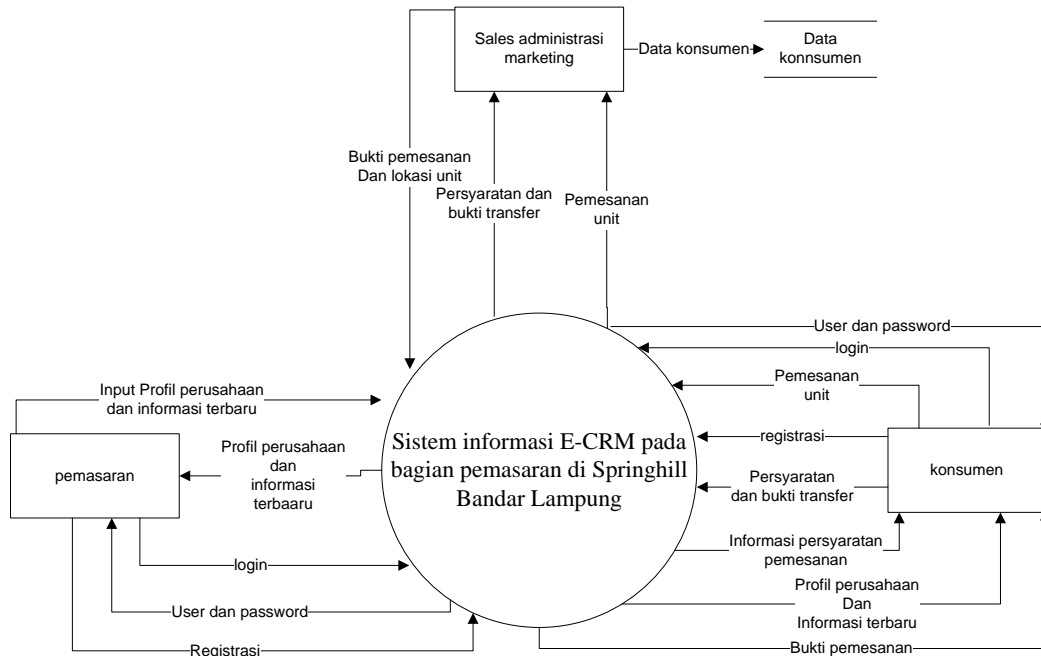 Sales administrasi
marketing
Data konsumen
Data
konnsumen
Bukti pemesanan
Dan lokasi unit
Persyaratan dan
bukti transfer
Pemesanan
unit
User dan password
login
Input Profil perusahaan
dan informasi terbaru
Pemesanan
unit
pemasaran
Profil perusahaan
dan
informasi
terbaaru
Sistem informasi E-CRM pada
bagian pemasaran di Springhill
Bandar Lampung
registrasi
konsumen
Persyaratan
dan bukti transfer
Informasi persyaratan
pemesanan
login
Profil perusahaan
Dan
Informasi terbaru
User dan password
Registrasi
Bukti pemesanan